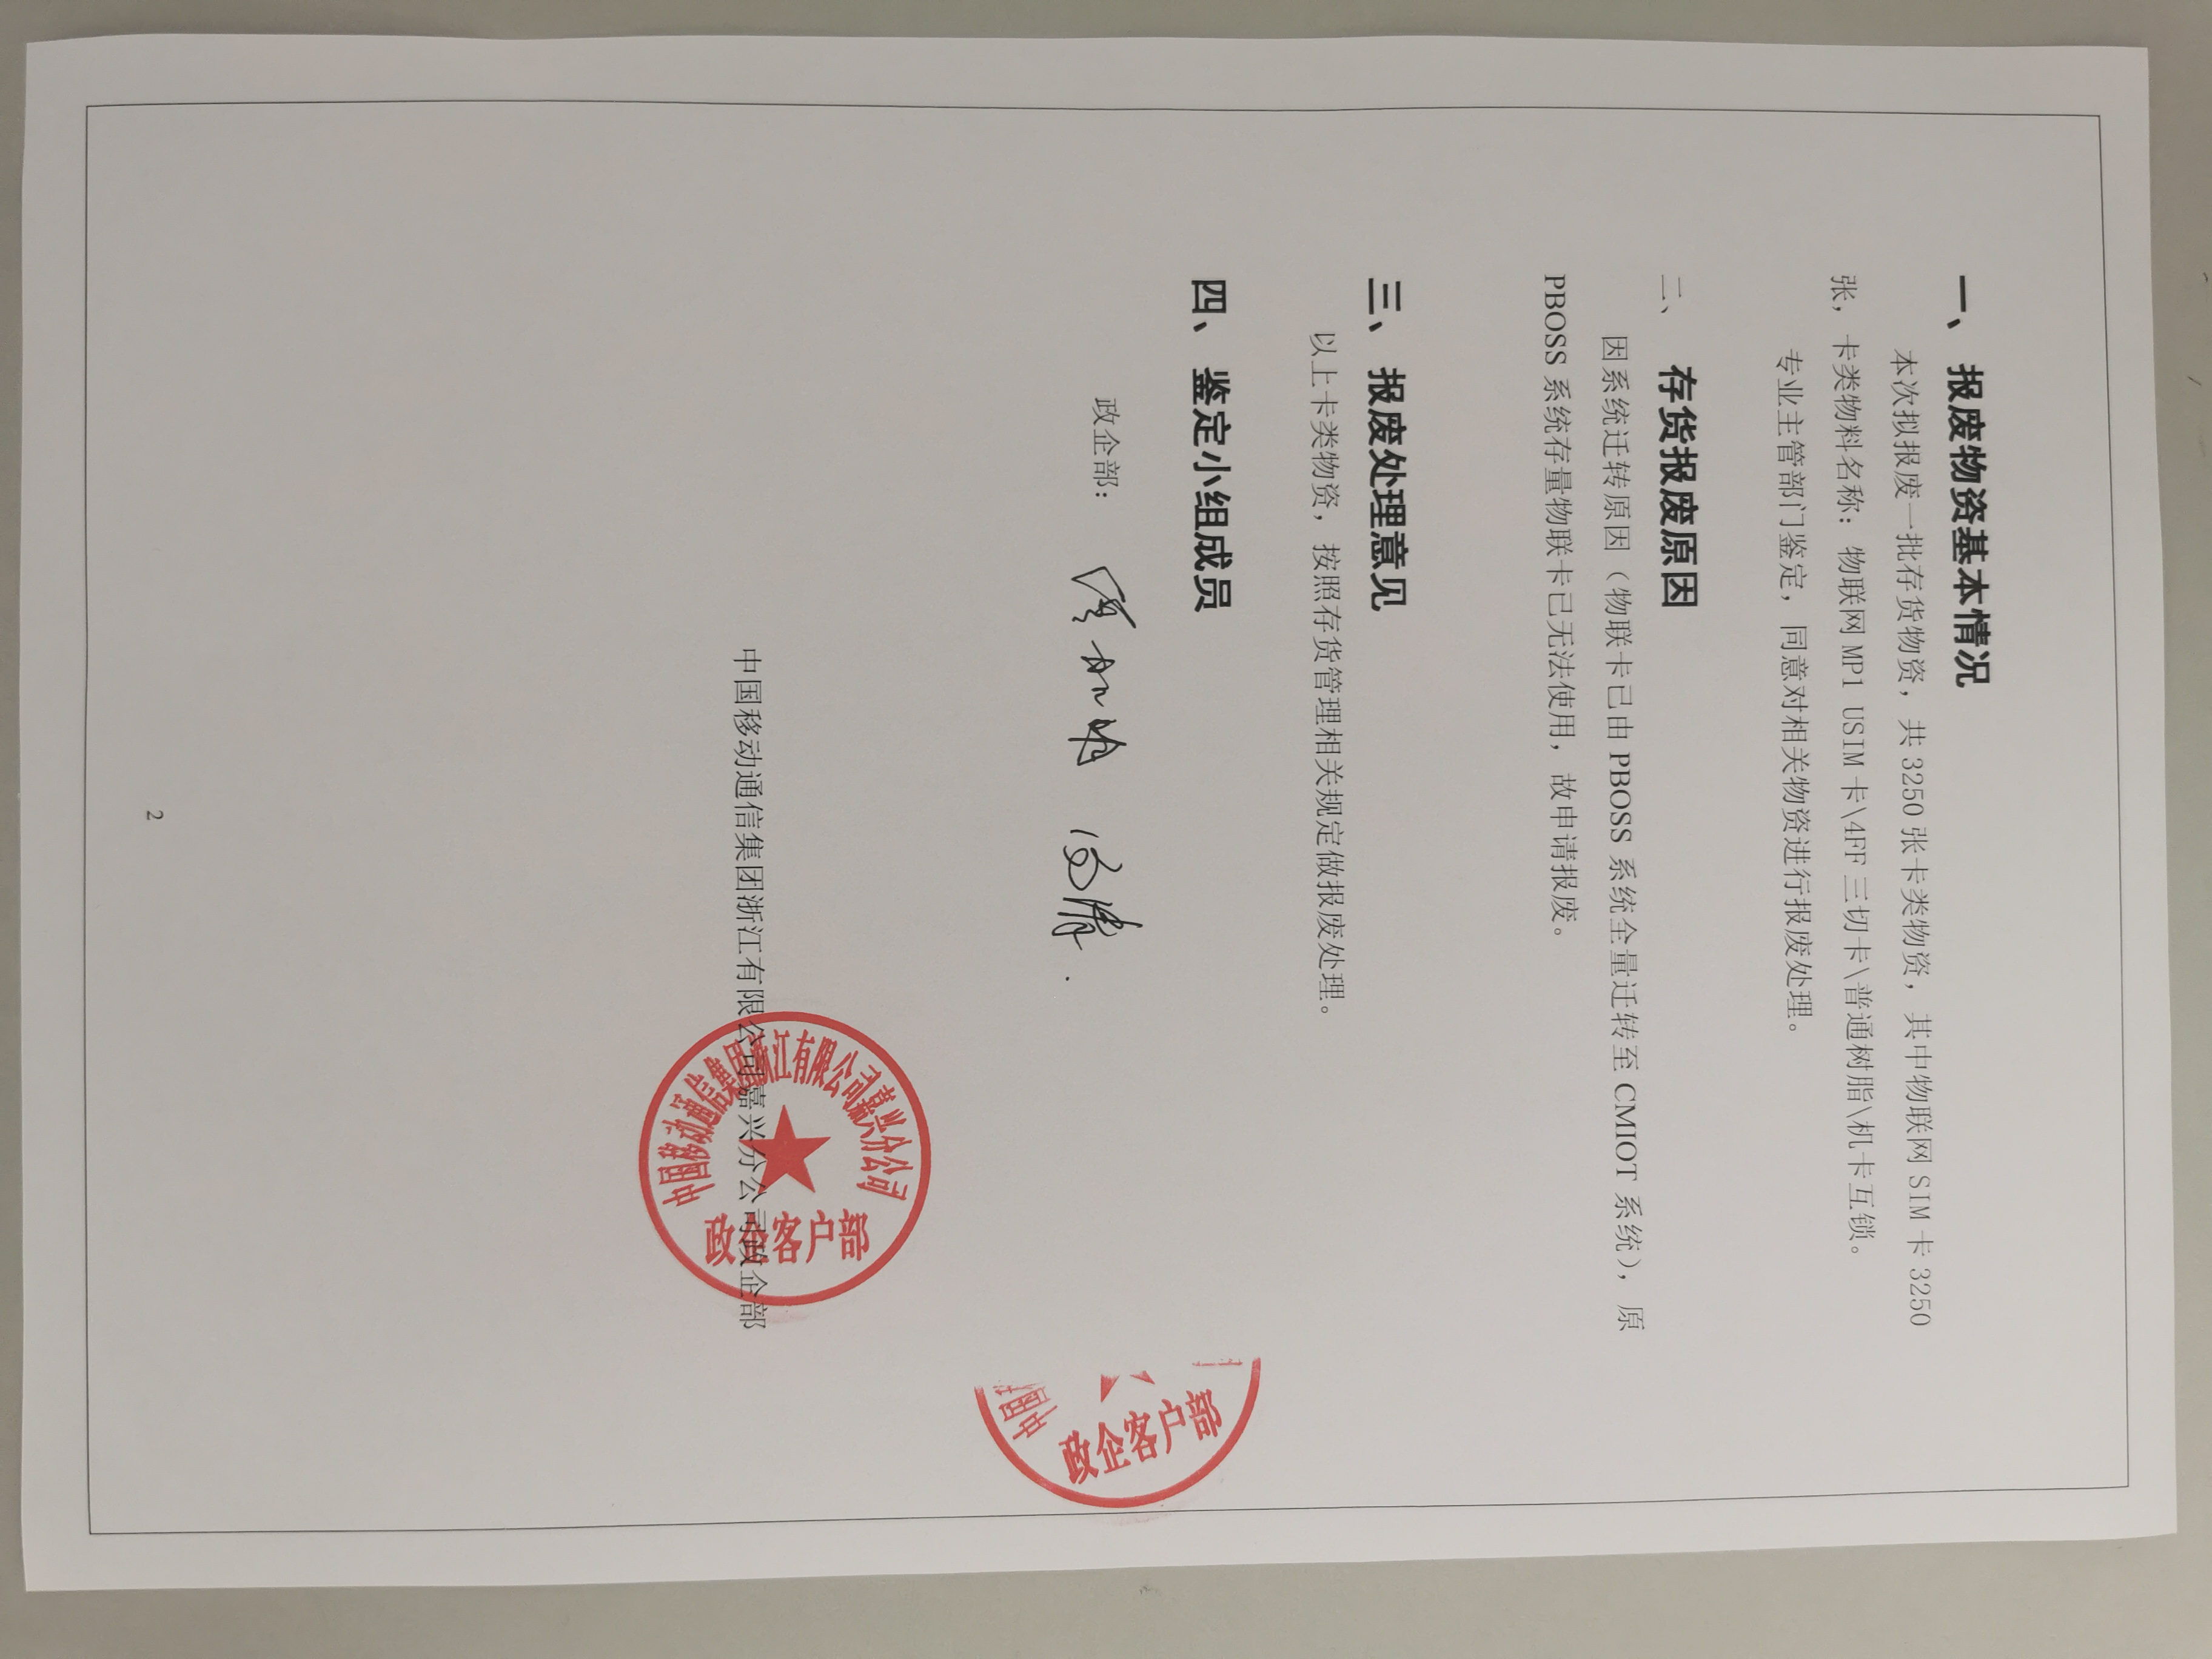 一、 报废物资基本情况
本次拟报废一批存货物资，共 3250 张卡类物资，其中物联网 SIM 卡 3250
张，卡类物料名称：物联网 MP1 USIM 卡\4FF 三切卡\普通树脂\机卡互锁。
专业主管部门鉴定，同意对相关物资进行报废处理。
二、 存货报废原因
因系统迁转原因（物联卡已由 PBOSS 系统全量迁转至 CMIOT 系统），原
PBOSS 系统存量物联卡已无法使用，故申请报废。
三、 报废处理意见
以上卡类物资，按照存货管理相关规定做报废处理。
四、 鉴定小组成员
中国
政企客户部
政企部：
中国移动通信集团浙江有限公司嘉兴分公司
政企客户部
中国移动通信集团浙江有限公司嘉兴分公司政企部
2